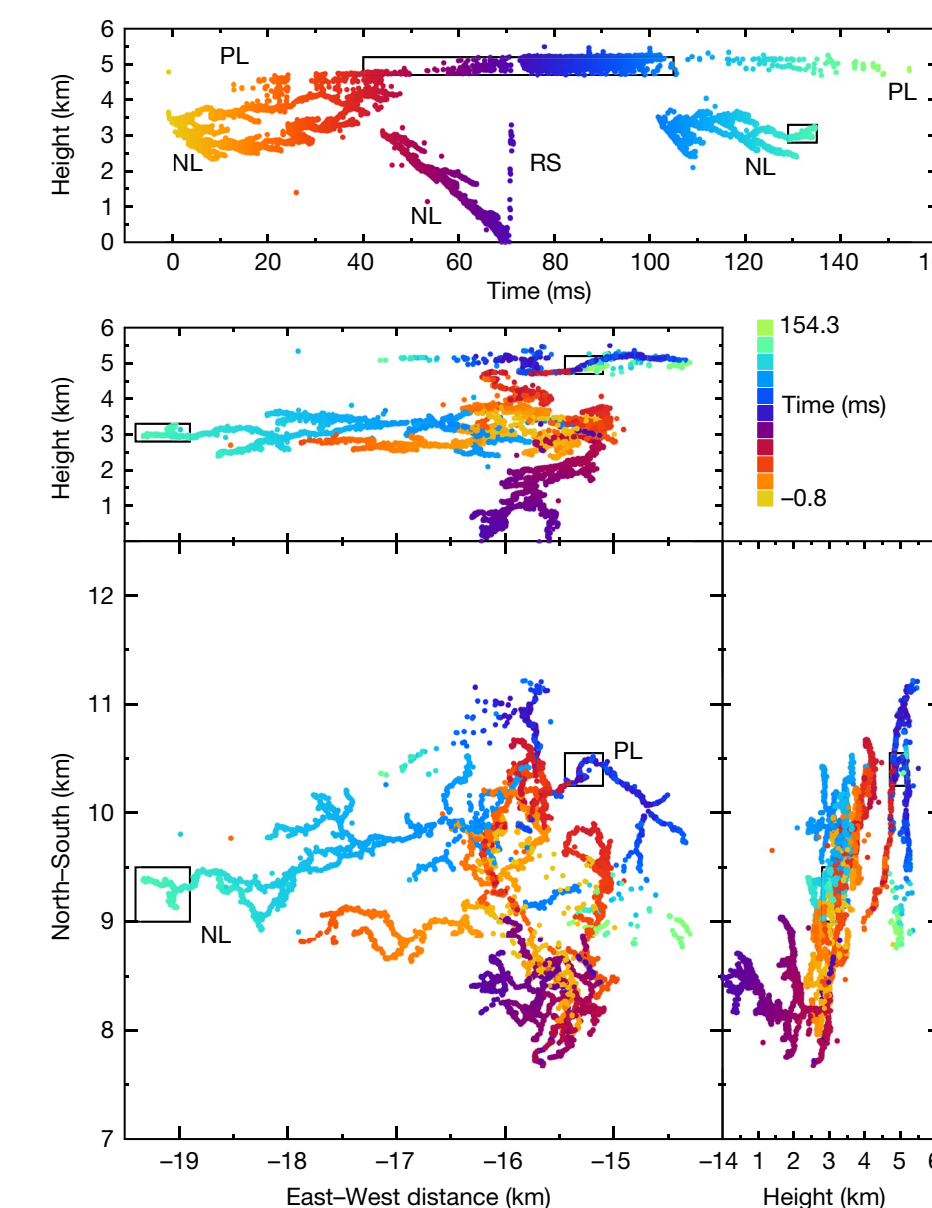 6
5
4
3
2
1
0
Height (km)
PL
NL
NL
RS
NL
PL
0 20 40 60 80 100 120 140 1
Time (ms)
6
5
4
3
2
1
Height (km)
154.3
Time (ms)
–0.8
12
11
10
9
8
7
North–South (km)
PL
NL
–19 –18 –17 –16 –15 –14
East–West distance (km)
1 2 3 4 5 6
Height (km)